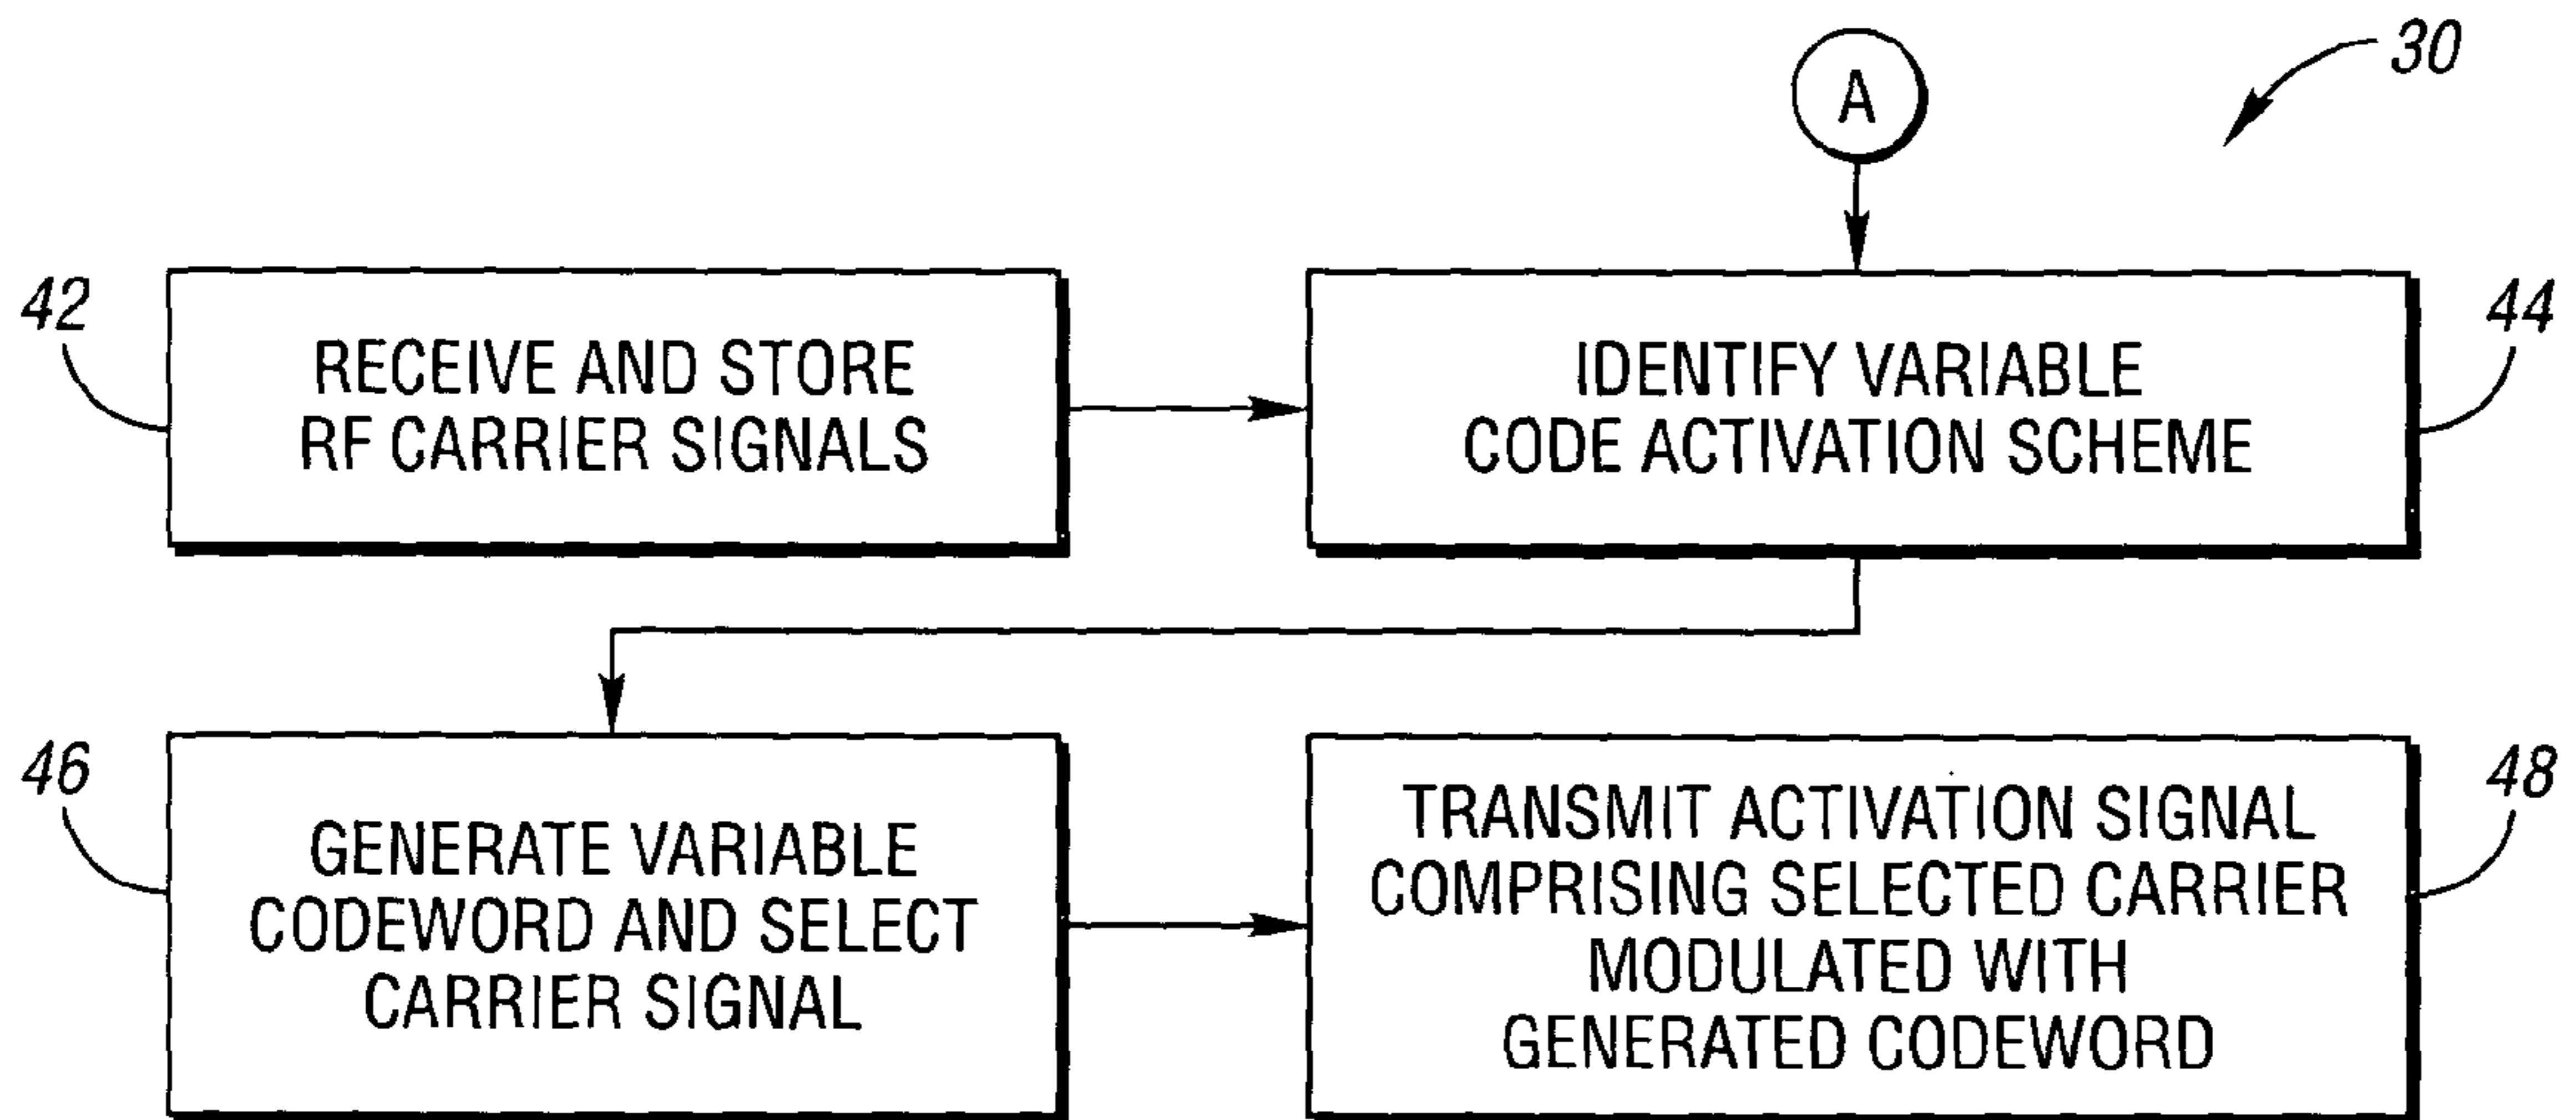 A
30
42
RECEIVE AND STORE
RF CARRIER SIGNALS
44
IDENTIFY VARIABLE
CODE ACTIVATION SCHEME
46
GENERATE VARIABLE
CODEWORD AND SELECT
CARRIER SIGNAL
48
TRANSMIT ACTIVATION SIGNAL
COMPRISING SELECTED CARRIER
MODULATED WITH
GENERATED CODEWORD